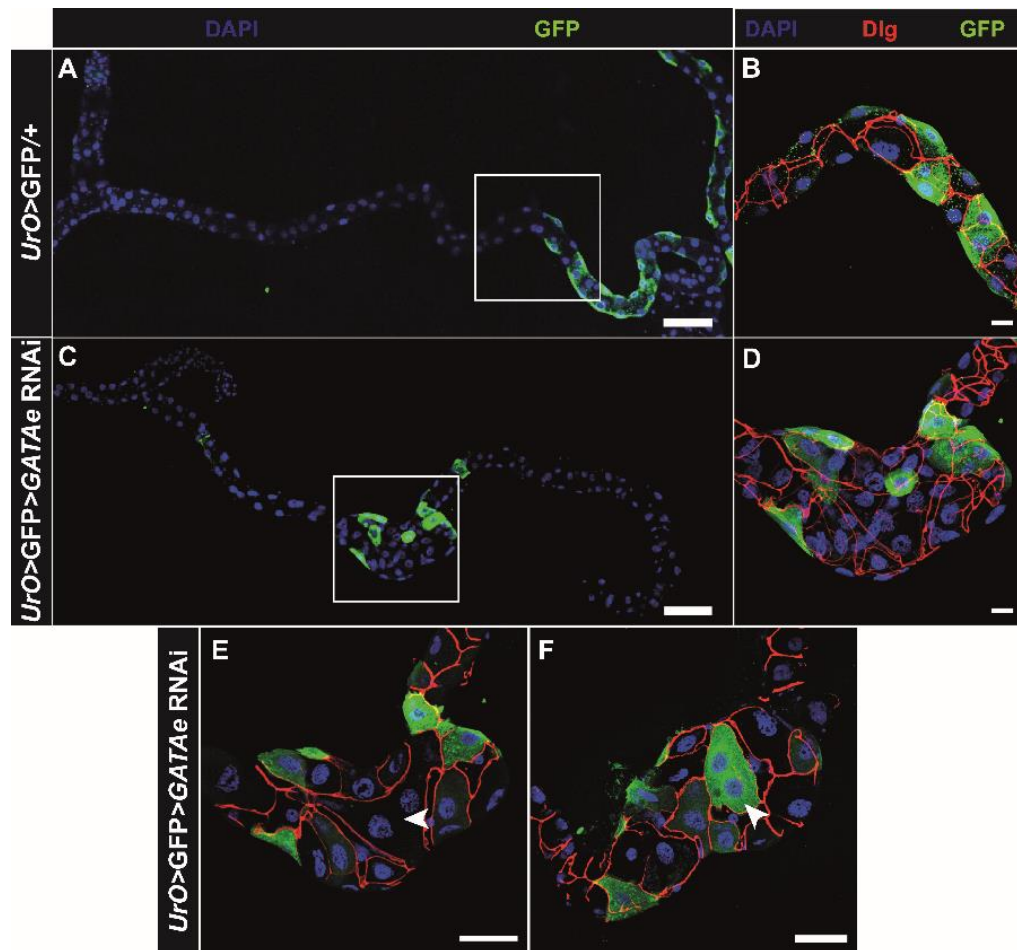 DAPI GFP DAPI Dlg GFP
UrO>GFP/+
A
B
UrO>GFP>GATAe RNAi
C
D
UrO>GFP>GATAe RNAi
E
F